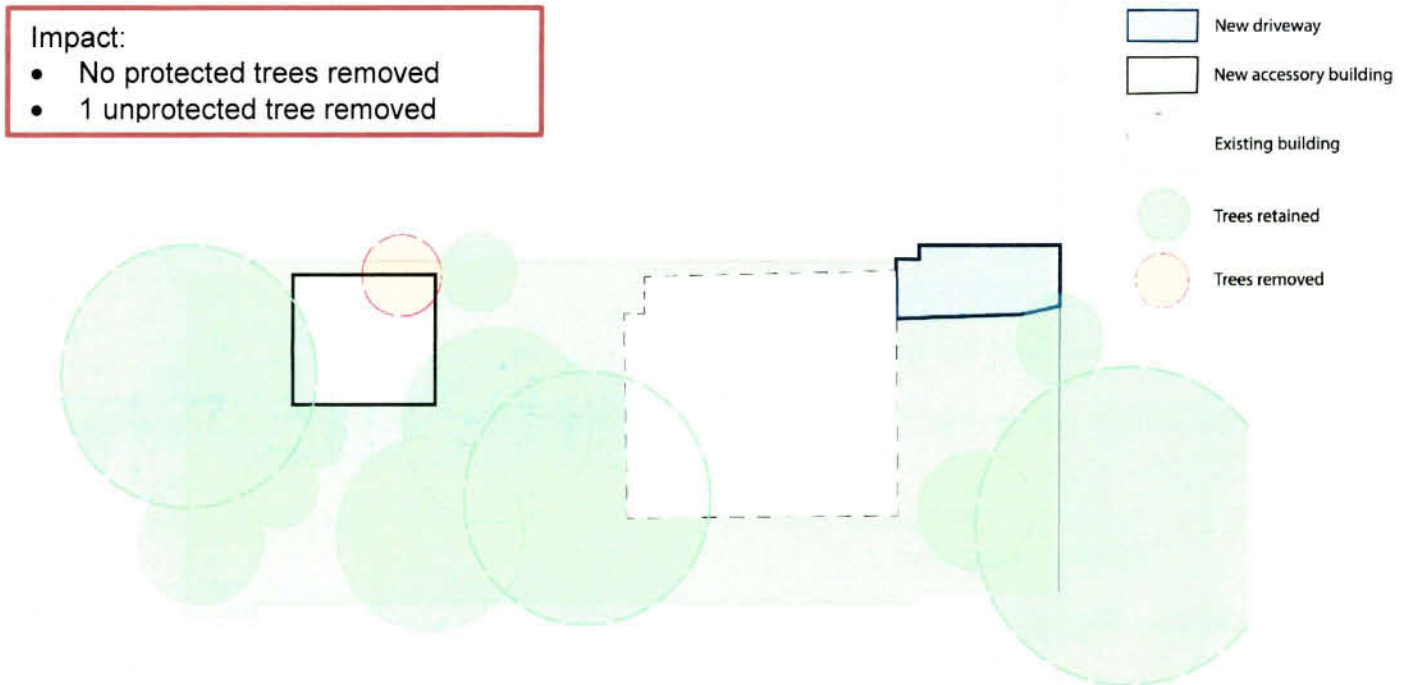 Impact:
• No protected trees removed
• 1 unprotected tree removed
New driveway
New accessory building
Existing building
Trees retained
Trees removed